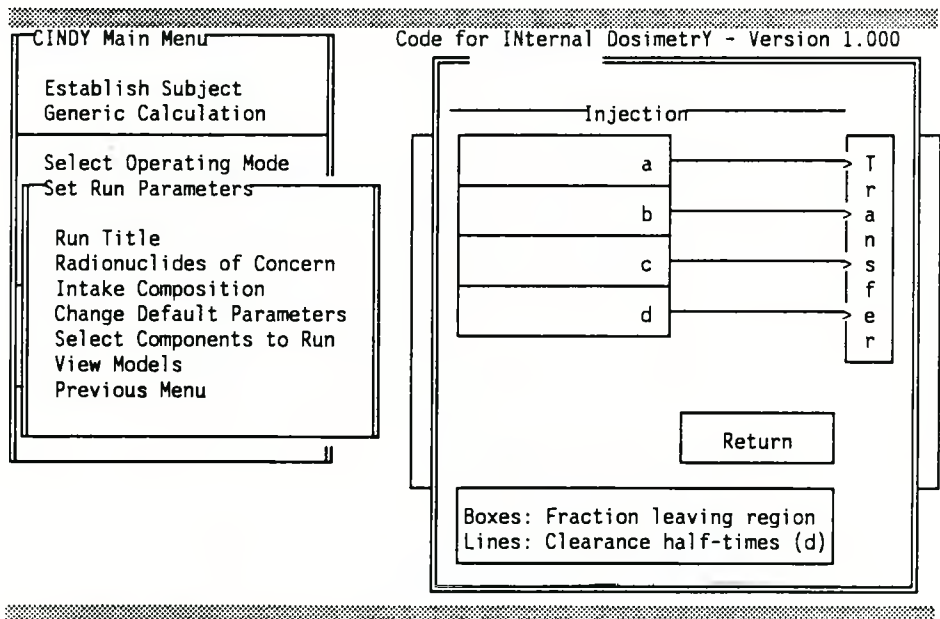 CINDY Main Menu
Code for INternal DosimetrY - Version 1.000
Establish Subject
Generic Calculation
Select Operating Mode
Set Run Parameters
Run Title
Radionuclides of Concern
Intake Composition
Change Default Parameters
Select Components to Run
View Models
Previous Menu
Injection
a
b
c
d
Transfer
Return
Boxes: Fraction leaving region
Lines: Clearance half-times (d)